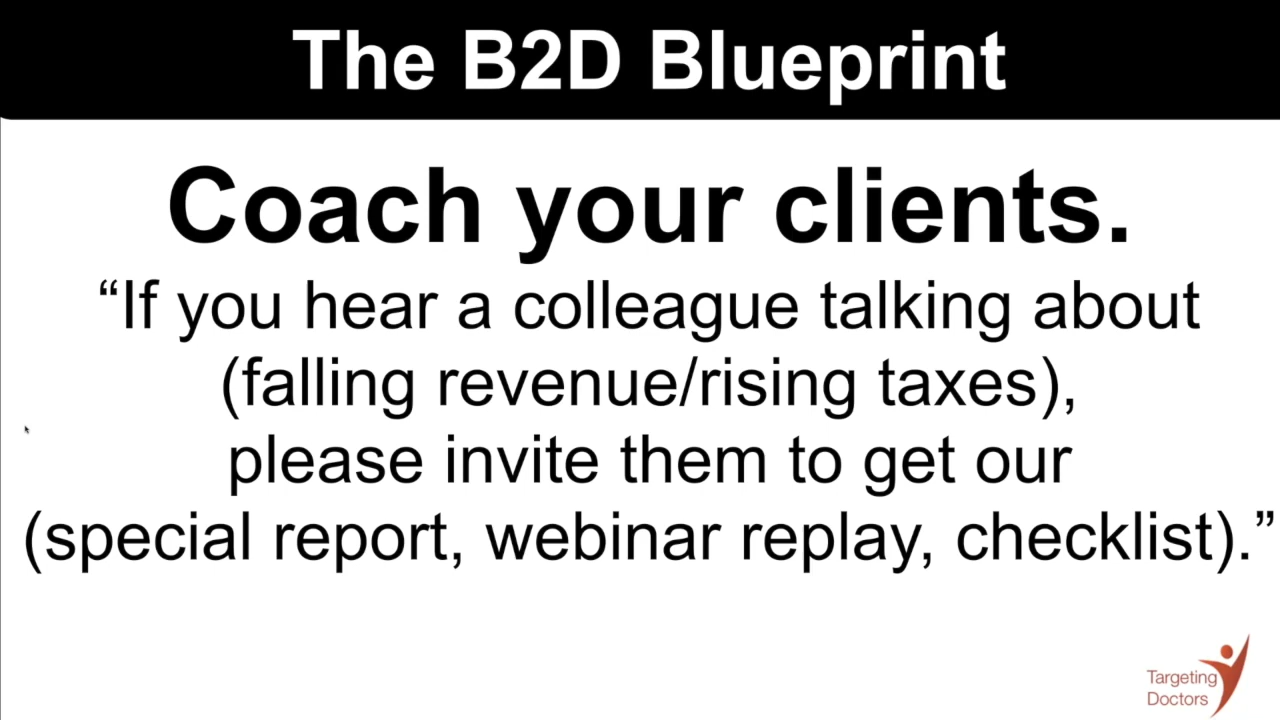 The B2D Blueprint
Coach your clients.
“If you hear a colleague talking about
(falling revenue/rising taxes),
please invite them to get our
(special report, webinar replay, checklist).”
Targeting
Doctors